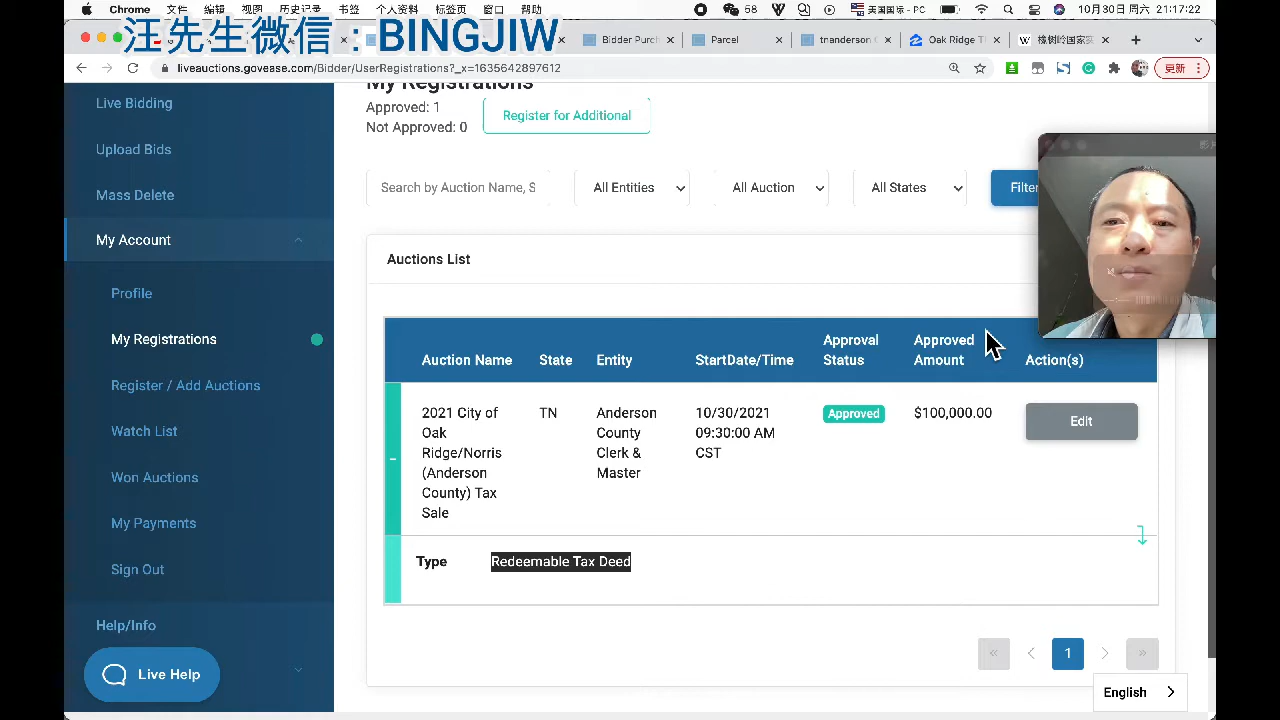 Chrome 文件 编辑 视图 历史记录 书签 个人资料 标签页 窗口 帮助 58 美国国旗 - PC 10月30日 周六 21:17:22
汪先生微信：BINGJIW
Bidder Purch Parcel Oak Ridge T
liveauctions.govease.com/Bidder/UserRegistrations?_x=1635642897612 更新
Live Bidding
Upload Bids
Mass Delete
My Account
Profile
My Registrations
Register / Add Auctions
Watch List
Won Auctions
My Payments
Sign Out
Help/Info
Live Help
My Registrations
Approved: 1
Not Approved: 0
Register for Additional
Search by Auction Name, S All Entities All Auction All States Filter
Auctions List
Auction Name State Entity StartDate/Time Approval Status Approved Amount Action(s)
2021 City of
Oak
Ridge/Norris
(Anderson
County) Tax
Sale
TN
Anderson
County
Clerk &
Master
10/30/2021
09:30:00 AM
CST
Approved
$100,000.00
Edit
Type Redeemable Tax Deed
« 1 »
English